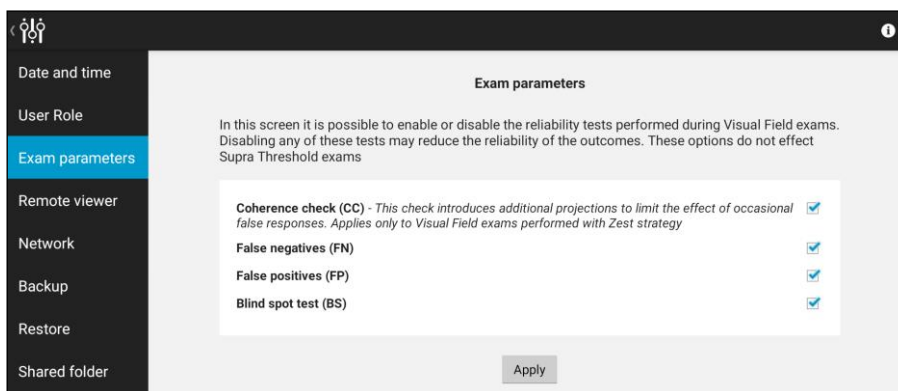 Date and time
User Role
Exam parameters
Remote viewer
Network
Backup
Restore
Shared folder
Exam parameters
In this screen it is possible to enable or disable the reliability tests performed during Visual Field exams.
Disabling any of these tests may reduce the reliability of the outcomes. These options do not effect
Supra Threshold exams
Coherence check (CC) - This check introduces additional projections to limit the effect of occasional
false responses. Applies only to Visual Field exams performed with Zest strategy
False negatives (FN)
False positives (FP)
Blind spot test (BS)
Apply